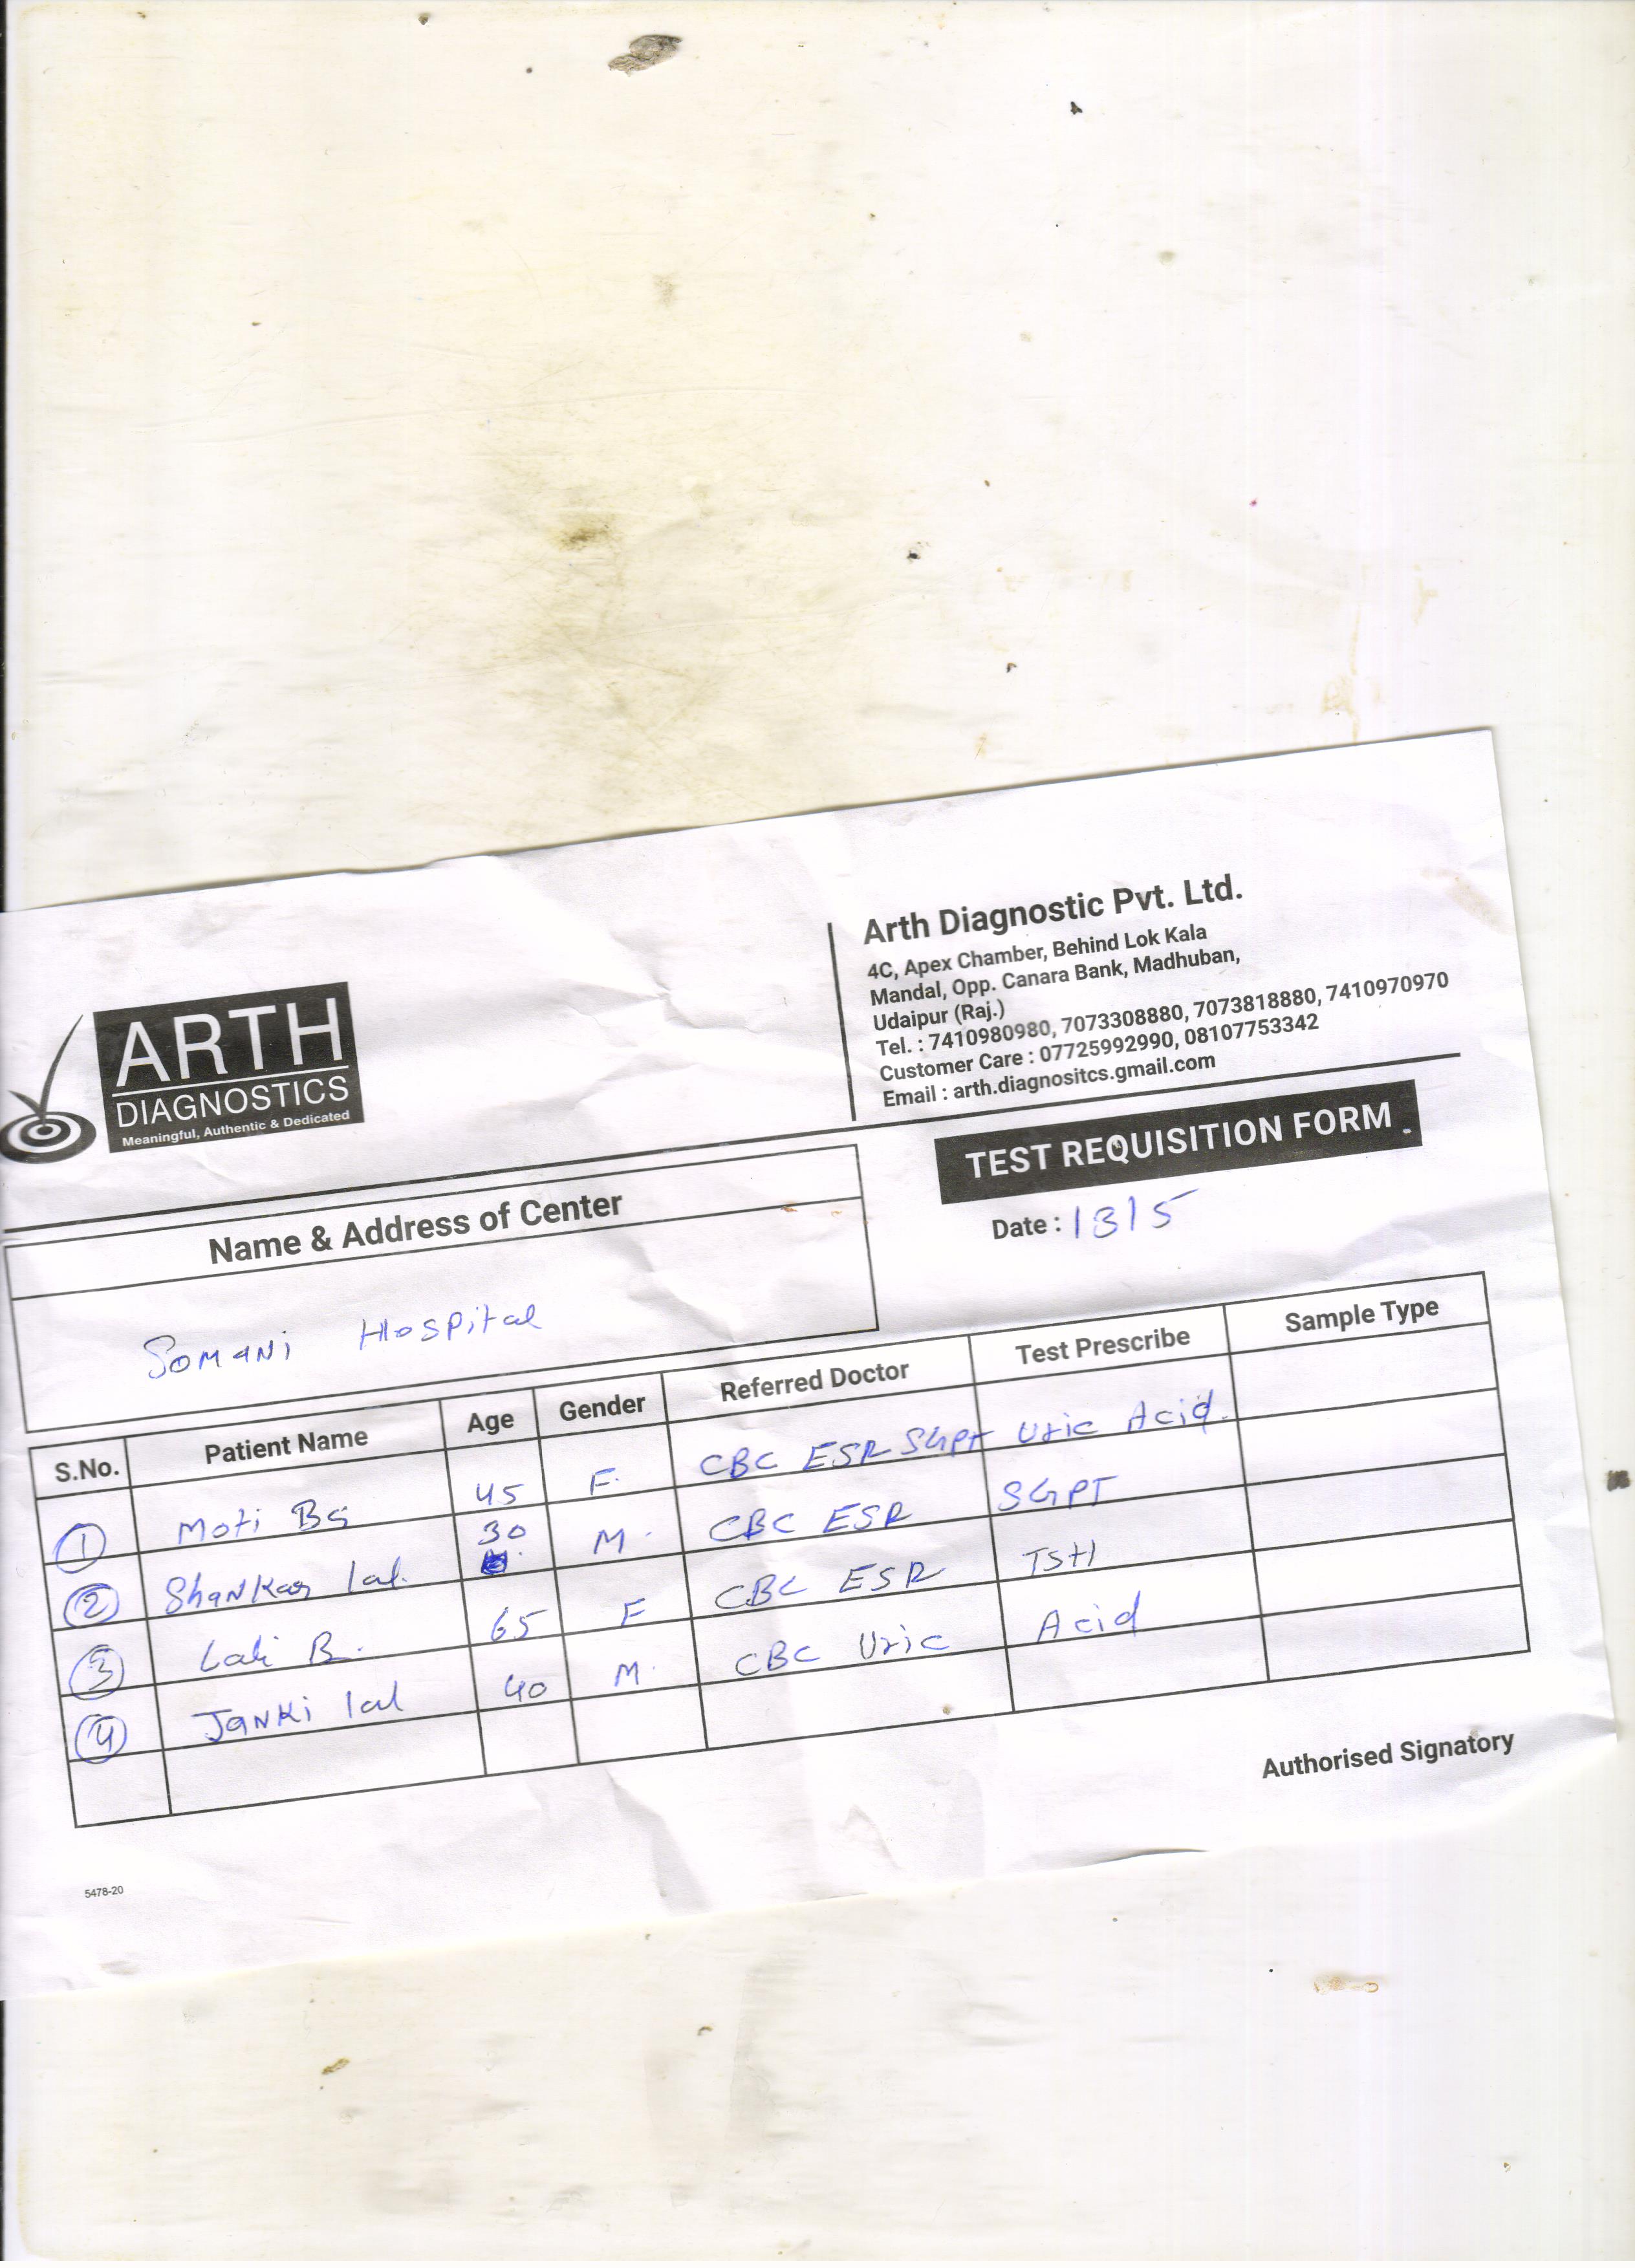 ARTH
DIAGNOSTICS
Meaningful, Authentic & Dedicated
Arth Diagnostic Pvt. Ltd.
4C, Apex Chamber, Behind Lok Kala
Mandal, Opp. Canara Bank, Madhuban,
Udaipur (Raj.)
Tel. : 7410980980, 7073308880, 7073818880, 7410970970
Customer Care : 07725992990, 08107753342
Email : arth.diagnositcs.gmail.com
TEST REQUISITION FORM
Name & Address of Center
Date : 13/5
Somani Hospital
S.No. Patient Name Age Gender Referred Doctor Test Prescribe Sample Type
1 Moti 45 F. CBC ESR SGPT Uric Acid.
2 Shankar lal. 30 M. CBC ESR SGPT
3 Lali B. 65 F CBC ESR TSH
4 Janki lal 40 M. CBC Uric Acid
Authorised Signatory
5478-20